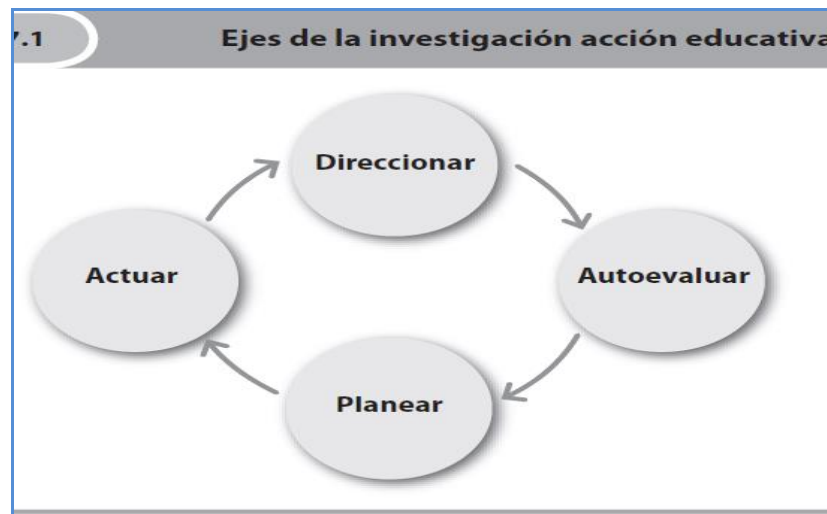 .1 Ejes de la investigación acción educativa
Direccionar
Actuar
Autoevaluar
Planear